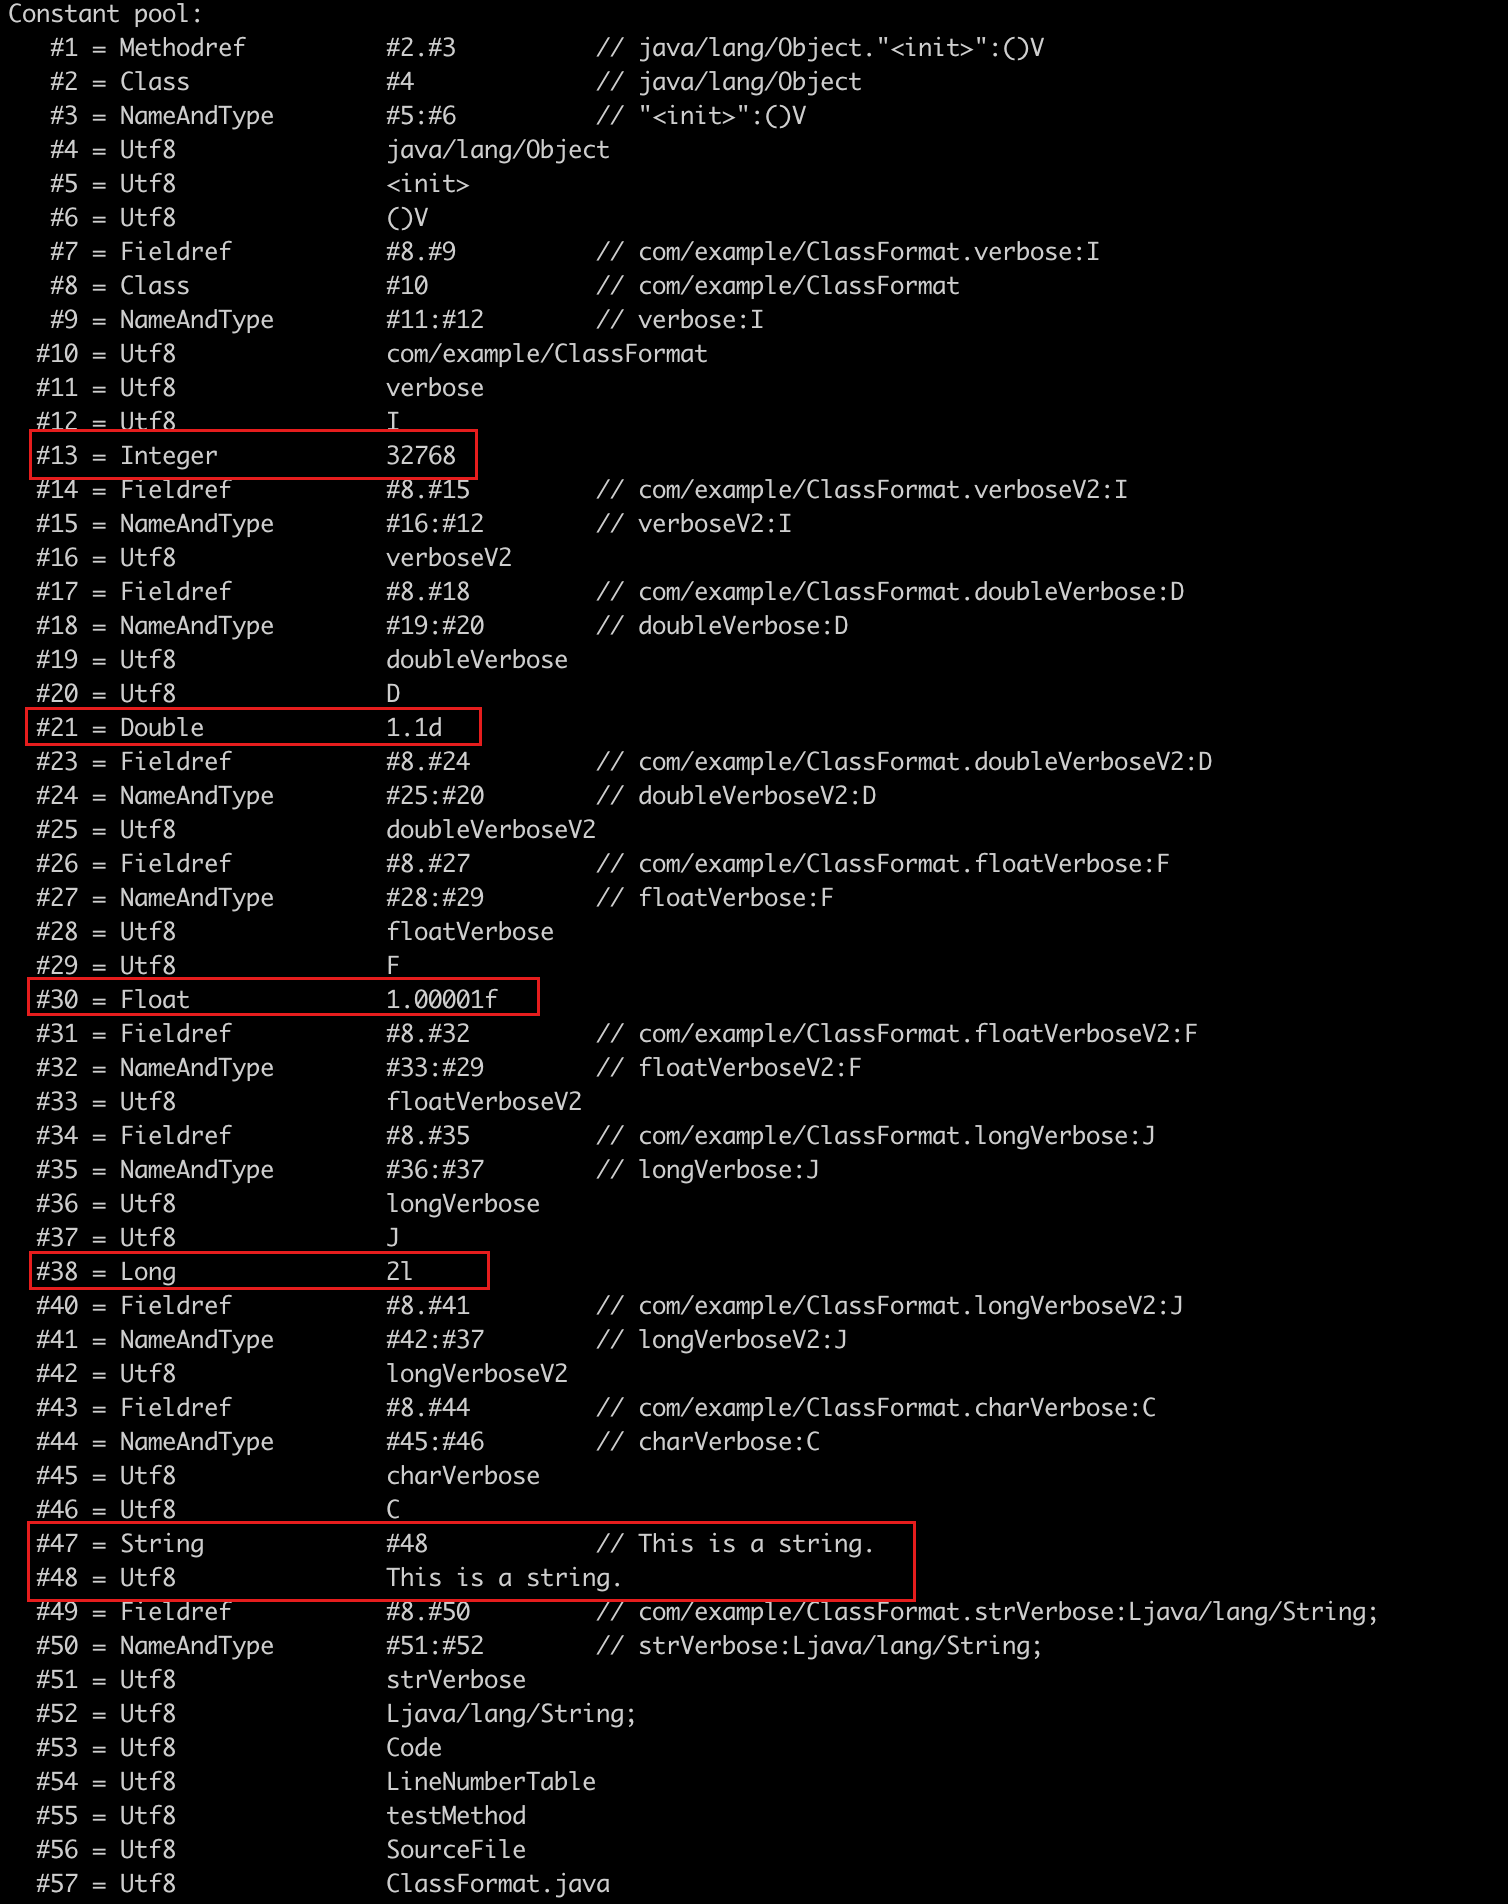 Constant pool:
#1 = Methodref #2.#3 // java/lang/Object."<init>":()V
#2 = Class #4 // java/lang/Object
#3 = NameAndType #5:#6 // "<init>":()V
#4 = Utf8 java/lang/Object
#5 = Utf8 <init>
#6 = Utf8 ()V
#7 = Fieldref #8.#9 // com/example/ClassFormat.verbose:I
#8 = Class #10 // com/example/ClassFormat
#9 = NameAndType #11:#12 // verbose:I
#10 = Utf8 com/example/ClassFormat
#11 = Utf8 verbose
#12 = Utf8 I
#13 = Integer 32768
#14 = Fieldref #8.#15 // com/example/ClassFormat.verboseV2:I
#15 = NameAndType #16:#12 // verboseV2:I
#16 = Utf8 verboseV2
#17 = Fieldref #8.#18 // com/example/ClassFormat.doubleVerbose:D
#18 = NameAndType #19:#20 // doubleVerbose:D
#19 = Utf8 doubleVerbose
#20 = Utf8 D
#21 = Double 1.1d
#23 = Fieldref #8.#24 // com/example/ClassFormat.doubleVerboseV2:D
#24 = NameAndType #25:#20 // doubleVerboseV2:D
#25 = Utf8 doubleVerboseV2
#26 = Fieldref #8.#27 // com/example/ClassFormat.floatVerbose:F
#27 = NameAndType #28:#29 // floatVerbose:F
#28 = Utf8 floatVerbose
#29 = Utf8 F
#30 = Float 1.00001f
#31 = Fieldref #8.#32 // com/example/ClassFormat.floatVerboseV2:F
#32 = NameAndType #33:#29 // floatVerboseV2:F
#33 = Utf8 floatVerboseV2
#34 = Fieldref #8.#35 // com/example/ClassFormat.longVerbose:J
#35 = NameAndType #36:#37 // longVerbose:J
#36 = Utf8 longVerbose
#37 = Utf8 J
#38 = Long 2l
#40 = Fieldref #8.#41 // com/example/ClassFormat.longVerboseV2:J
#41 = NameAndType #42:#37 // longVerboseV2:J
#42 = Utf8 longVerboseV2
#43 = Fieldref #8.#44 // com/example/ClassFormat.charVerbose:C
#44 = NameAndType #45:#46 // charVerbose:C
#45 = Utf8 charVerbose
#46 = Utf8 C
#47 = String #48 // This is a string.
#48 = Utf8 This is a string.
#49 = Fieldref #8.#50 // com/example/ClassFormat.strVerbose:Ljava/lang/String;
#50 = NameAndType #51:#52 // strVerbose:Ljava/lang/String;
#51 = Utf8 strVerbose
#52 = Utf8 Ljava/lang/String;
#53 = Utf8 Code
#54 = Utf8 LineNumberTable
#55 = Utf8 testMethod
#56 = Utf8 SourceFile
#57 = Utf8 ClassFormat.java